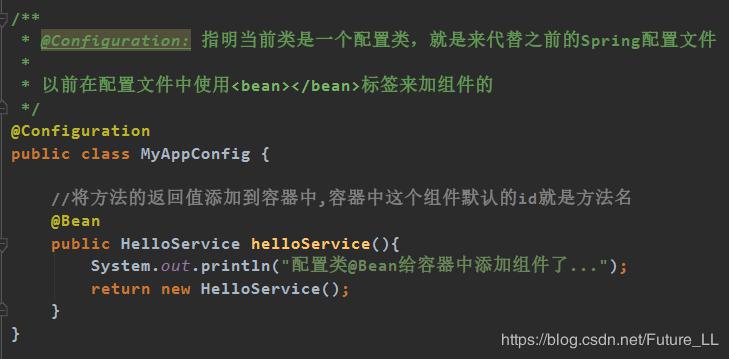 /**
* @Configuration: 指明当前类是一个配置类，就是来代替之前的Spring配置文件
*
* 以前在配置文件中使用<bean></bean>标签来加组件的
*/
@Configuration
public class MyAppConfig {
//将方法的返回值添加到容器中,容器中这个组件默认的id就是方法名
@Bean
public HelloService helloService(){
System.out.println("配置类@Bean给容器中添加组件了...");
return new HelloService();
}
}
https://blog.csdn.net/Future_LL